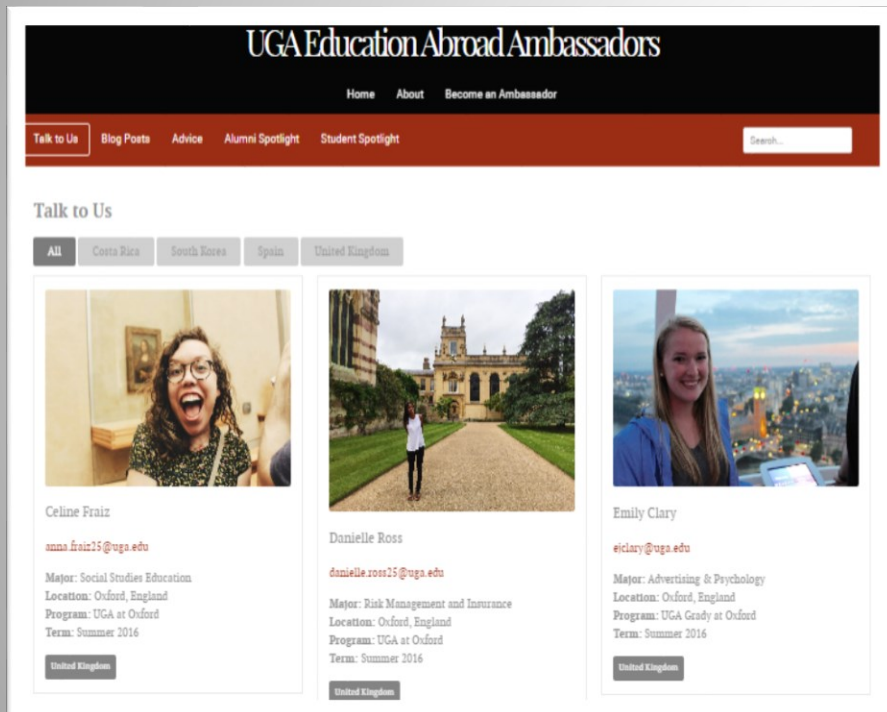 UGA Education Abroad Ambassadors
Home About Become an Ambassador
Talk to Us Blog Posts Advice Alumni Spotlight Student Spotlight Search...
Talk to Us
All Costa Rica South Korea Spain United Kingdom
Celine Fraiz
anna.fraiz25@uga.edu
Major: Social Studies Education
Location: Oxford, England
Program: UGA at Oxford
Term: Summer 2016
United Kingdom
Danielle Ross
danielle.ross25@uga.edu
Major: Risk Management and Insurance
Location: Oxford, England
Program: UGA at Oxford
Term: Summer 2016
United Kingdom
Emily Clary
ejclary@uga.edu
Major: Advertising & Psychology
Location: Oxford, England
Program: UGA Grady at Oxford
Term: Summer 2016
United Kingdom